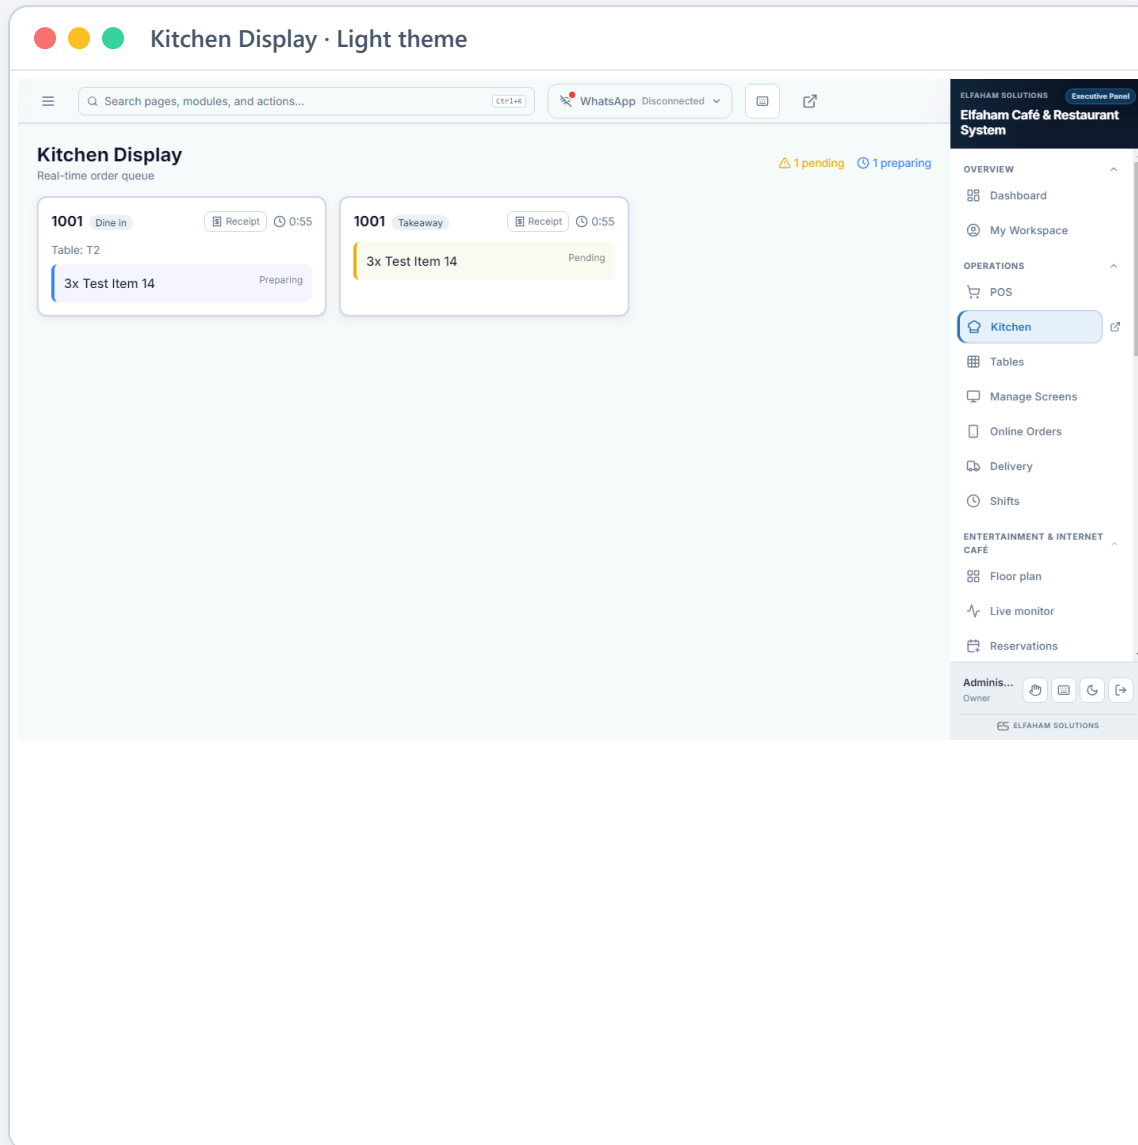 Kitchen Display · Light theme
Search pages, modules, and actions...
Ctrl+K
WhatsApp Disconnected
Kitchen Display
Real-time order queue
1 pending
1 preparing
1001 Dine in Receipt 0:55
Table: T2
3x Test Item 14 Preparing
1001 Takeaway Receipt 0:55
3x Test Item 14 Pending
ELFAHAM SOLUTIONS Executive Panel
Elfaham Café & Restaurant
System
OVERVIEW
Dashboard
My Workspace
OPERATIONS
POS
Kitchen
Tables
Manage Screens
Online Orders
Delivery
Shifts
ENTERTAINMENT & INTERNET
CAFÉ
Floor plan
Live monitor
Reservations
Adminis...
Owner
ELFAHAM SOLUTIONS